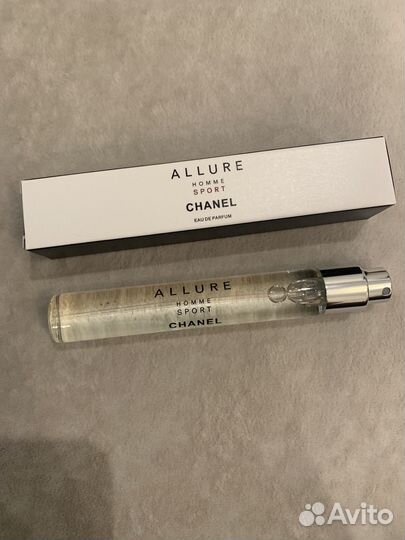 ALLURE
HOMME
SPORT
CHANEL
EAU DE PARFUM
ALLURE
HOMME
SPORT
CHANEL
Avito